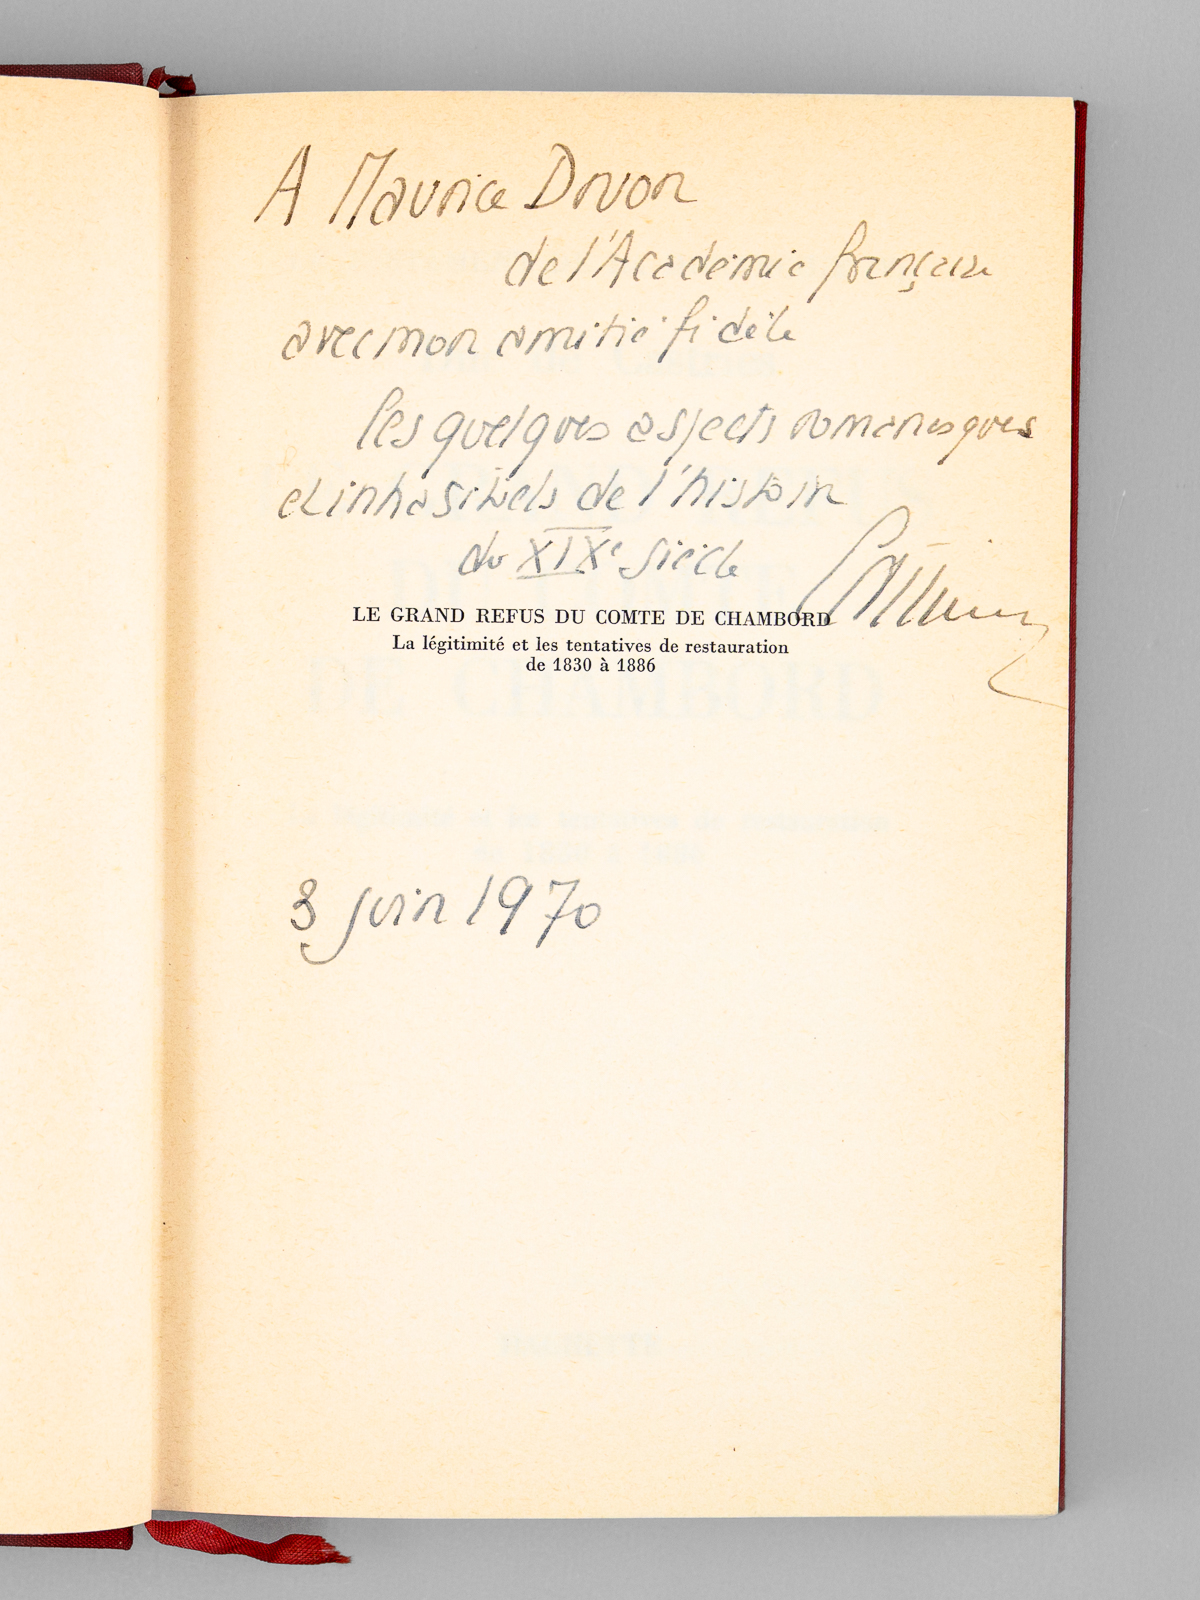 A Maurice Druon
de l'Académie française
avec mon amitié fidèle
ces quelques aspects romanesques
et inhabituels de l'histoire
du XIXe siècle
LE GRAND REFUS DU COMTE DE CHAMBORD
La légitimité et les tentatives de restauration
de 1830 à 1886
3 juin 1970